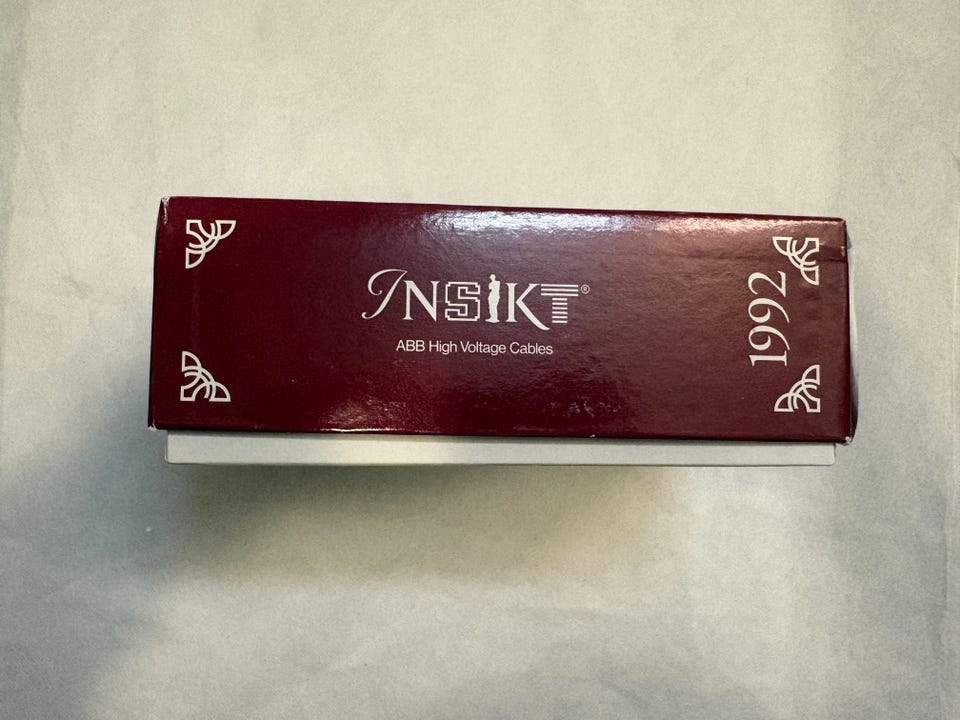 INSIKT®
ABB High Voltage Cables
1992